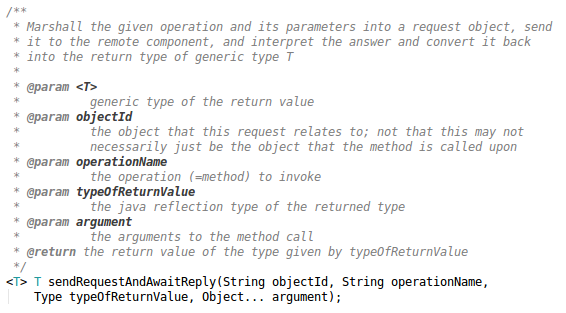 /**
 * Marshall the given operation and its parameters into a request object, send
 * it to the remote component, and interpret the answer and convert it back
 * into the return type of generic type T
 *
 * @param <T>
 *          generic type of the return value
 * @param objectId
 *          the object that this request relates to; not that this may not
 *          necessarily just be the object that the method is called upon
 * @param operationName
 *          the operation (=method) to invoke
 * @param typeOfReturnValue
 *          the java reflection type of the returned type
 * @param argument
 *          the arguments to the method call
 * @return the return value of the type given by typeOfReturnValue
 */
<T> T sendRequestAndAwaitReply(String objectId, String operationName,
    Type typeOfReturnValue, Object... argument);